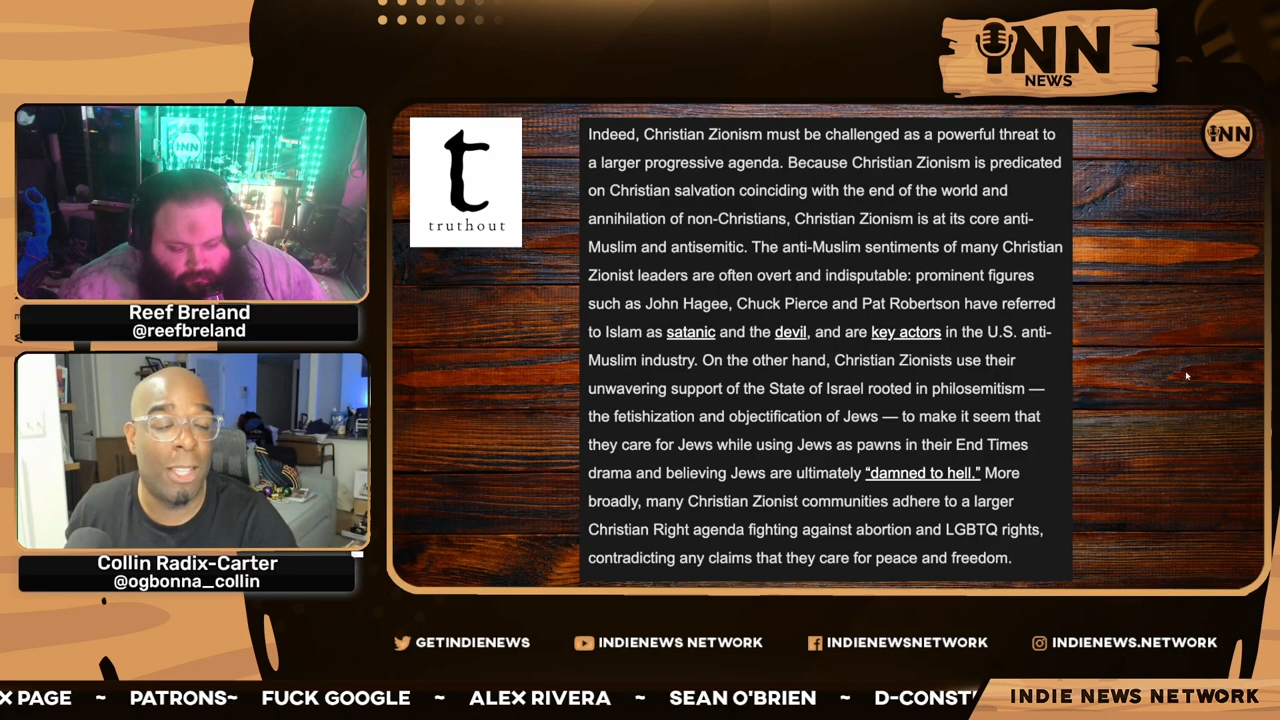 iNN
NEWS
iNN
truthout
Indeed, Christian Zionism must be challenged as a powerful threat to
a larger progressive agenda. Because Christian Zionism is predicated
on Christian salvation coinciding with the end of the world and
annihilation of non-Christians, Christian Zionism is at its core anti-
Muslim and antisemitic. The anti-Muslim sentiments of many Christian
Zionist leaders are often overt and indisputable: prominent figures
such as John Hagee, Chuck Pierce and Pat Robertson have referred
to Islam as satanic and the devil, and are key actors in the U.S. anti-
Muslim industry. On the other hand, Christian Zionists use their
unwavering support of the State of Israel rooted in philosemitism —
the fetishization and objectification of Jews — to make it seem that
they care for Jews while using Jews as pawns in their End Times
drama and believing Jews are ultimately “damned to hell.” More
broadly, many Christian Zionist communities adhere to a larger
Christian Right agenda fighting against abortion and LGBTQ rights,
contradicting any claims that they care for peace and freedom.
Reef Breland
@reefbreland
Collin Radix-Carter
@ogbonna_collin
GETINDIENEWS INDIENEWS NETWORK INDIENEWSNETWORK INDIENEWS.NETWORK
X PAGE ~ PATRONS~ FUCK GOOGLE ~ ALEX RIVERA ~ SEAN O'BRIEN ~ D-CONST INDIE NEWS NETWORK